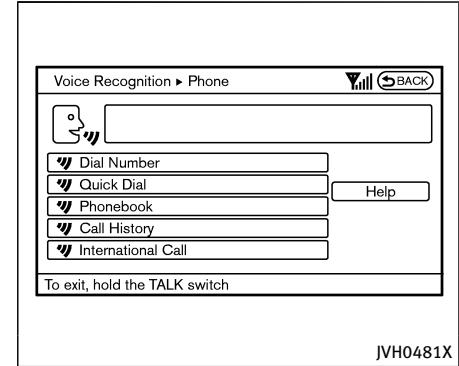 Voice Recognition ▸ Phone BACK
Dial Number
Quick Dial
Help
Phonebook
Call History
International Call
To exit, hold the TALK switch
JVH0481X